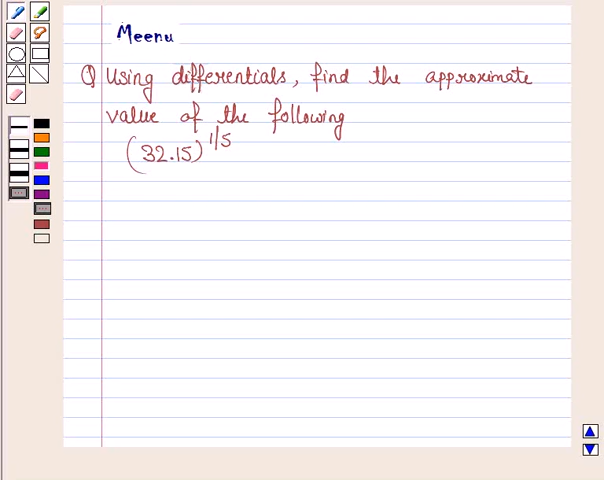 Meenu
Q Using differentials, find the approximate
value of the following
(32.15)^1/5